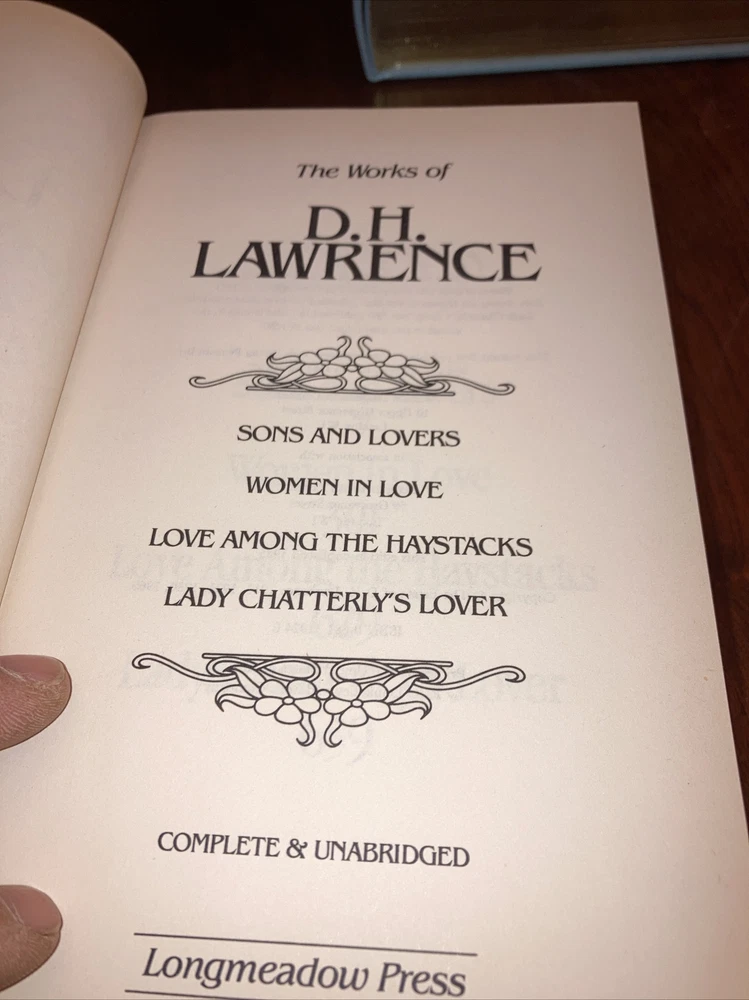 The Works of
D.H.
LAWRENCE
SONS AND LOVERS
WOMEN IN LOVE
LOVE AMONG THE HAYSTACKS
LADY CHATTERLY'S LOVER
COMPLETE & UNABRIDGED
Longmeadow Press